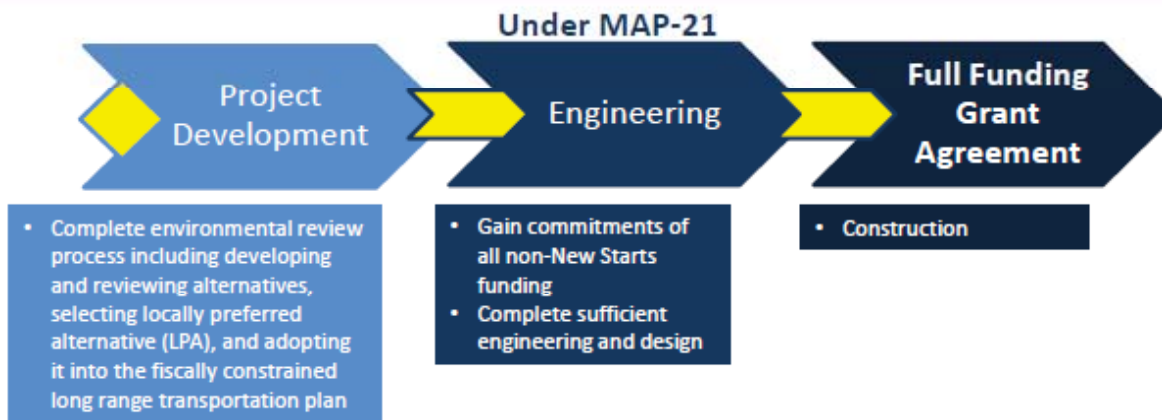 Under MAP-21
Project
Development
Engineering
Full Funding
Grant
Agreement
• Complete environmental review
process including developing
and reviewing alternatives,
selecting locally preferred
alternative (LPA), and adopting
it into the fiscally constrained
long range transportation plan
• Gain commitments of
all non-New Starts
funding
• Complete sufficient
engineering and design
• Construction